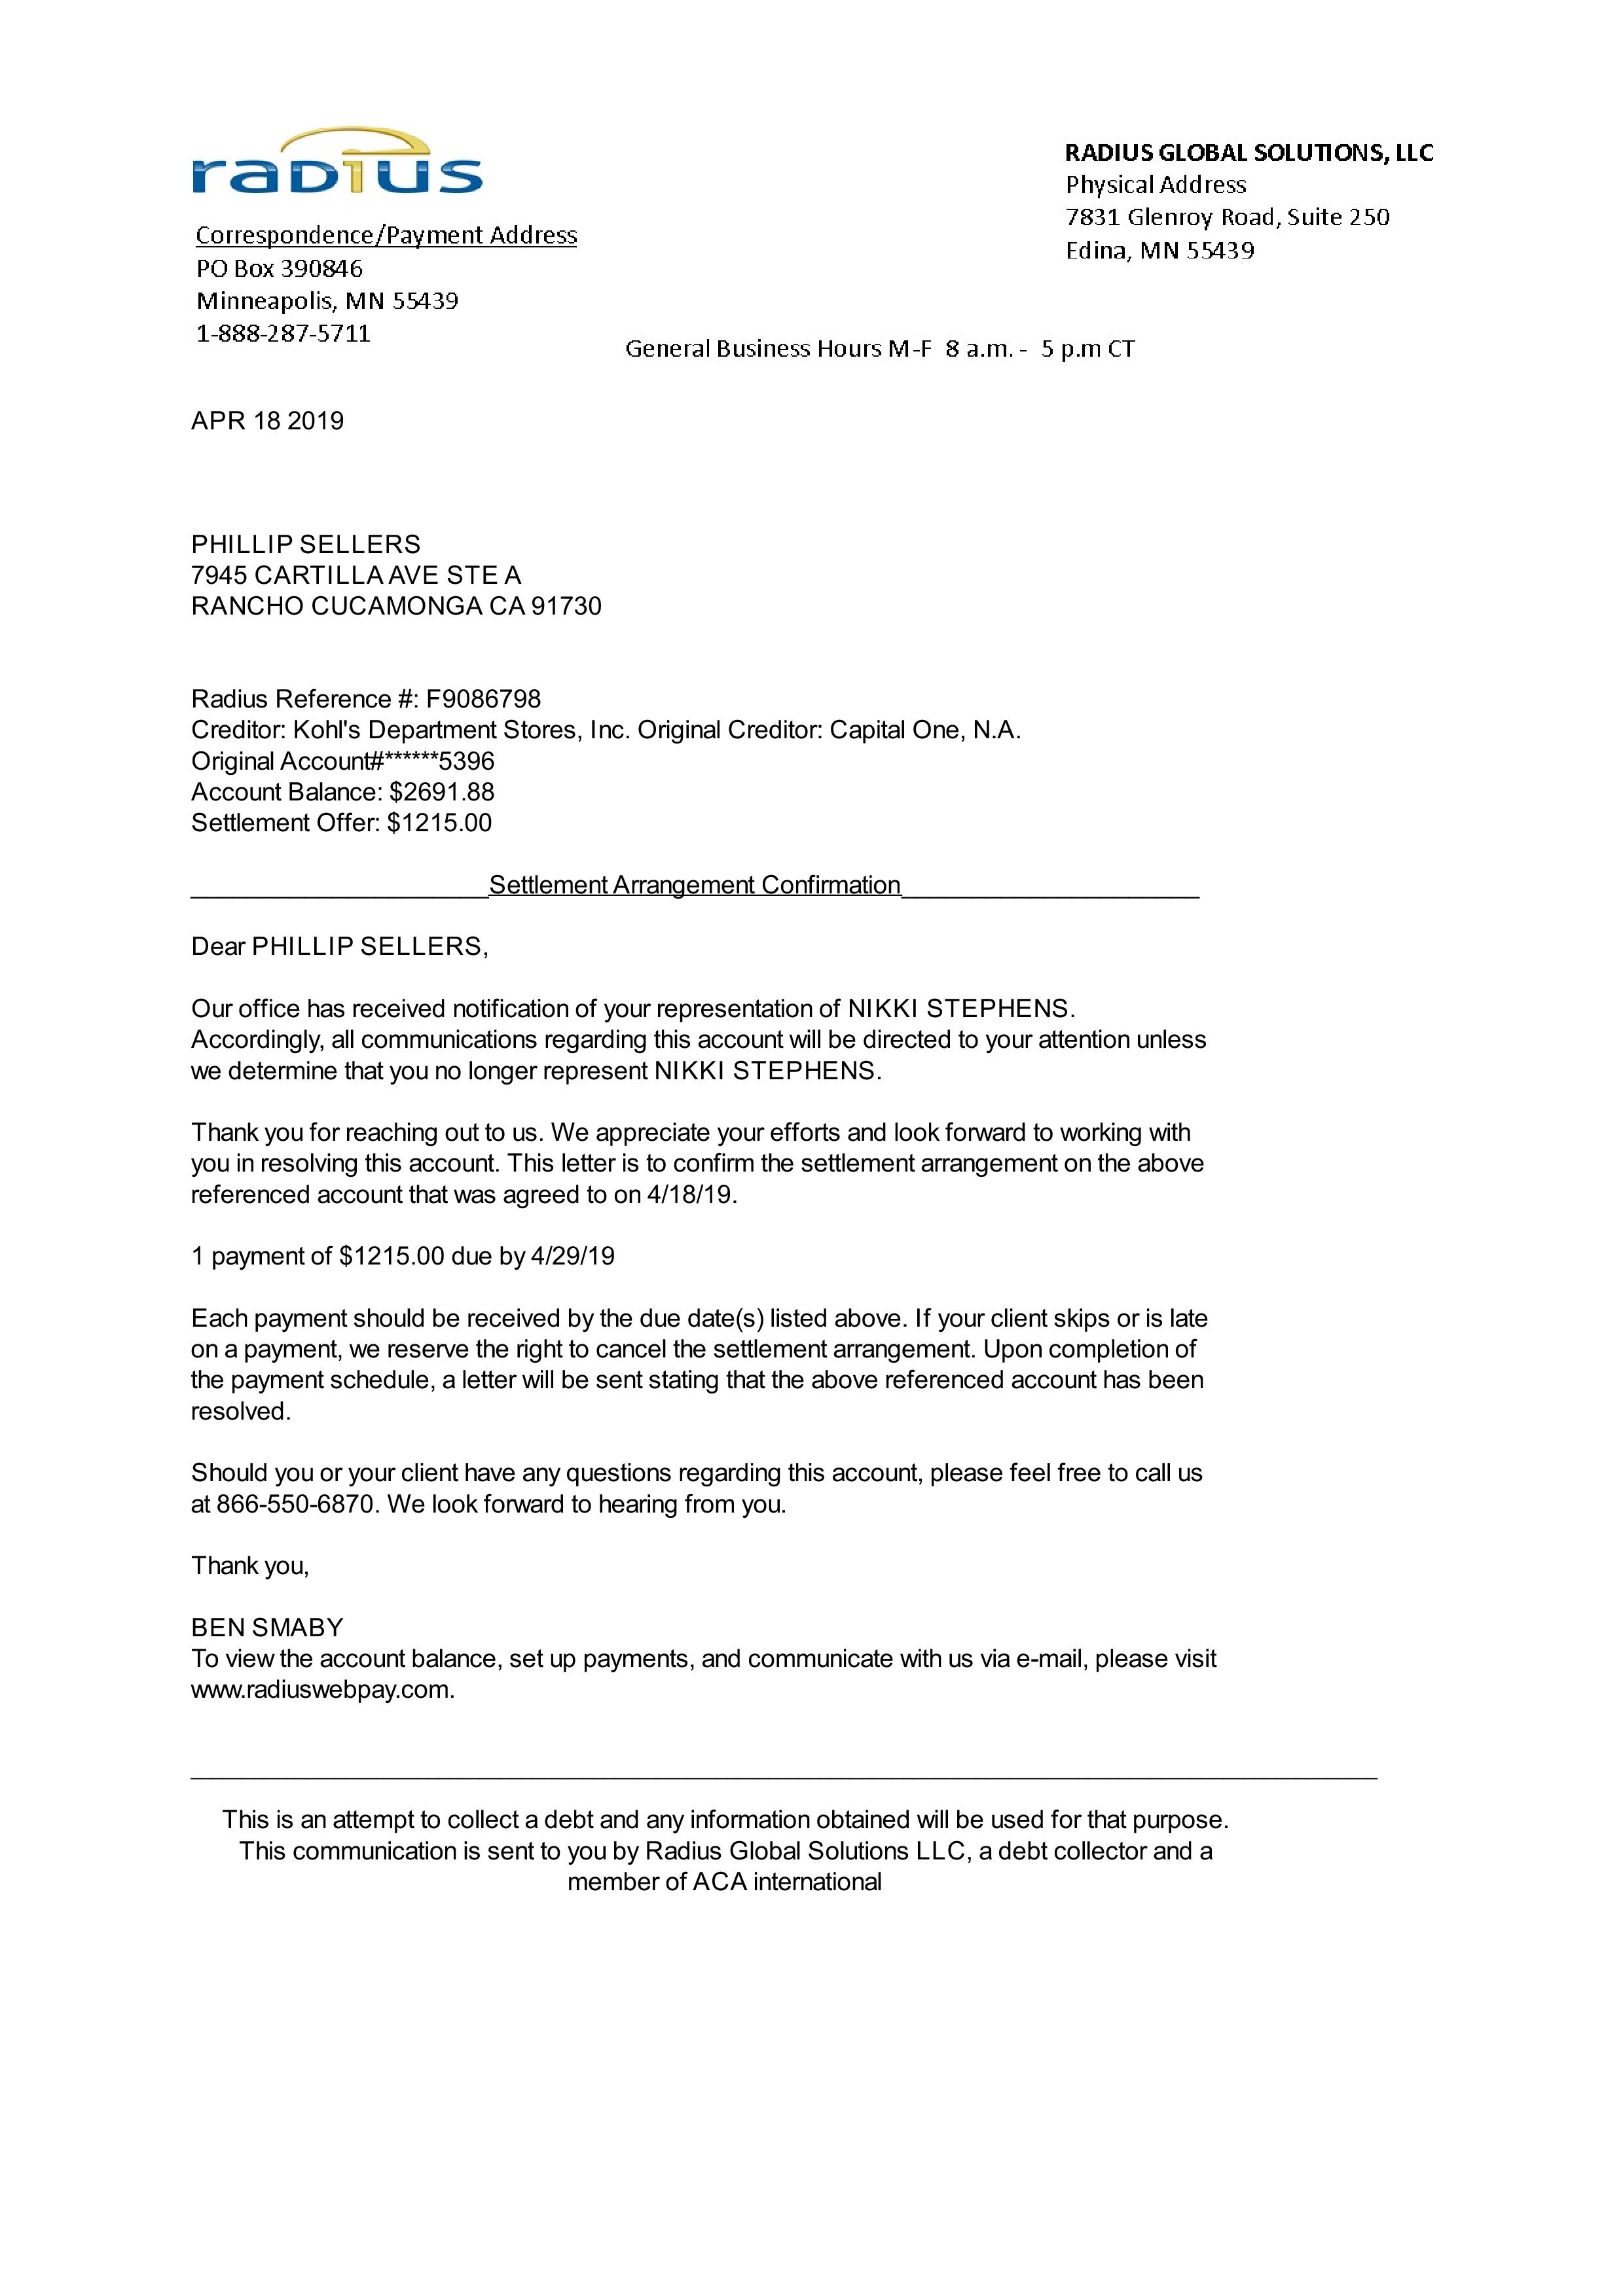 radius
RADIUS GLOBAL SOLUTIONS, LLC
Physical Address
7831 Glenroy Road, Suite 250
Edina, MN 55439
Correspondence/Payment Address
PO Box 390846
Minneapolis, MN 55439
1-888-287-5711
General Business Hours M-F 8 a.m. - 5 p.m CT
APR 18 2019
PHILLIP SELLERS
7945 CARTILLA AVE STE A
RANCHO CUCAMONGA CA 91730
Radius Reference #: F9086798
Creditor: Kohl's Department Stores, Inc. Original Creditor: Capital One, N.A.
Original Account#******5396
Account Balance: $2691.88
Settlement Offer: $1215.00
Settlement Arrangement Confirmation
Dear PHILLIP SELLERS,
Our office has received notification of your representation of NIKKI STEPHENS.
Accordingly, all communications regarding this account will be directed to your attention unless
we determine that you no longer represent NIKKI STEPHENS.
Thank you for reaching out to us. We appreciate your efforts and look forward to working with
you in resolving this account. This letter is to confirm the settlement arrangement on the above
referenced account that was agreed to on 4/18/19.
1 payment of $1215.00 due by 4/29/19
Each payment should be received by the due date(s) listed above. If your client skips or is late
on a payment, we reserve the right to cancel the settlement arrangement. Upon completion of
the payment schedule, a letter will be sent stating that the above referenced account has been
resolved.
Should you or your client have any questions regarding this account, please feel free to call us
at 866-550-6870. We look forward to hearing from you.
Thank you,
BEN SMABY
To view the account balance, set up payments, and communicate with us via e-mail, please visit
www.radiuswebpay.com.
This is an attempt to collect a debt and any information obtained will be used for that purpose.
This communication is sent to you by Radius Global Solutions LLC, a debt collector and a
member of ACA international